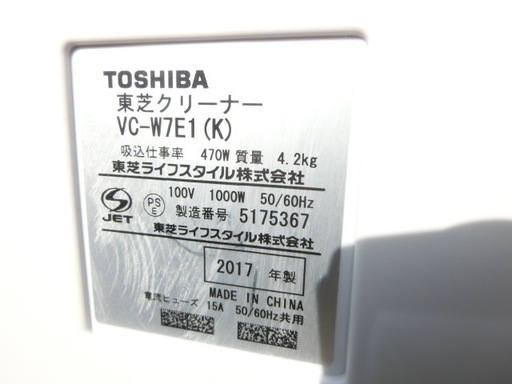 TOSHIBA
東芝クリーナー
VC-W7E1(K)
吸込仕事率 470W 質量 4.2kg
東芝ライフスタイル株式会社
100V 1000W 50/60Hz
製造番号 5175367
S JET
PS E
東芝ライフスタイル株式会社
2017 年製
MADE IN CHINA
電流ヒューズ 15A 50/60Hz共用